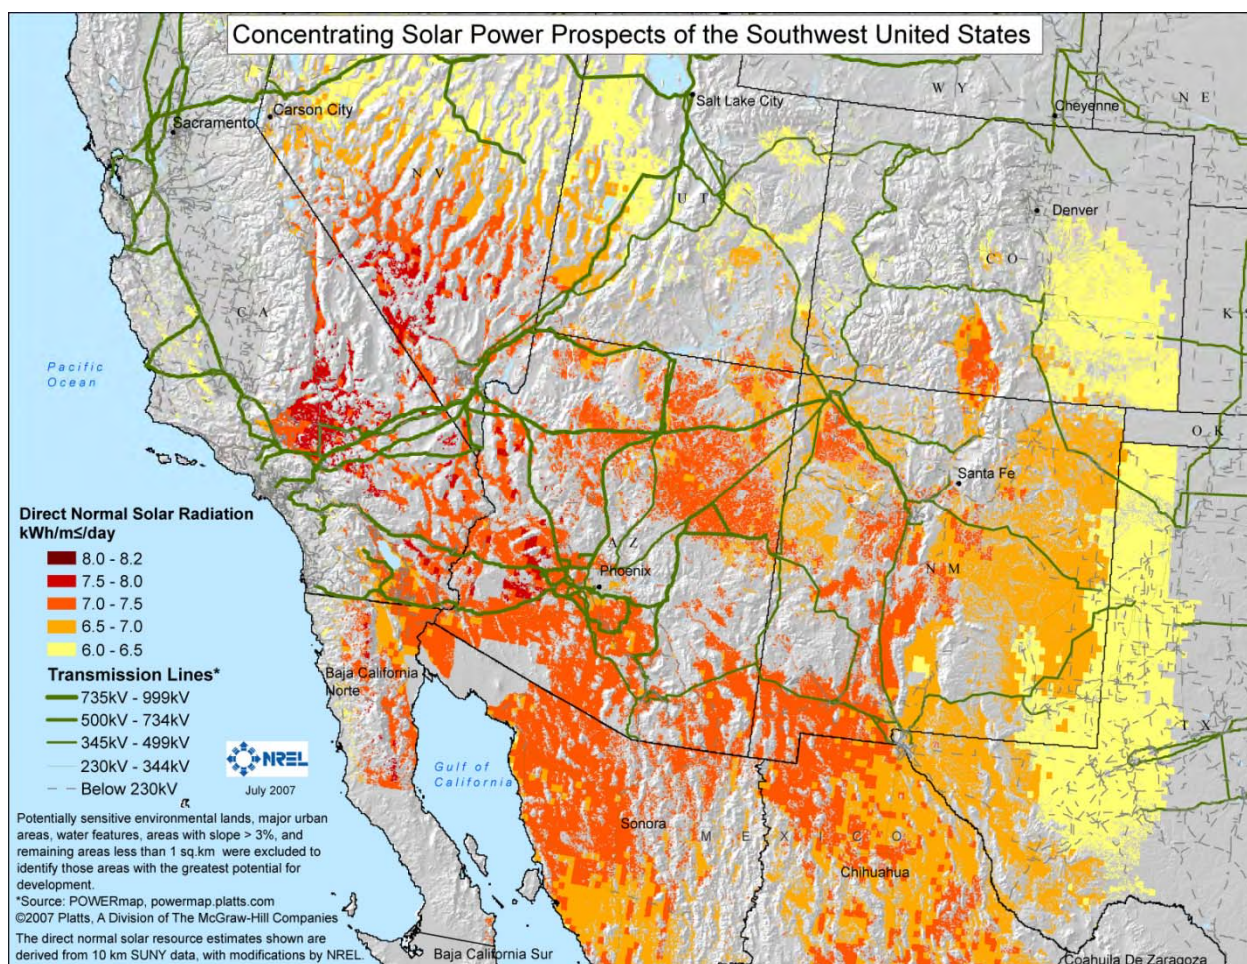 Concentrating Solar Power Prospects of the Southwest United States
Salt Lake City
W Y
Cheyenne
N E
Carson City
Sacramento
N V
U T
Denver
C O
K S
C A
Pacific
Ocean
O K
Santa Fe
A Z
Phoenix
N M
Direct Normal Solar Radiation
kWh/m≤/day
8.0 - 8.2
7.5 - 8.0
7.0 - 7.5
6.5 - 7.0
6.0 - 6.5
Transmission Lines*
735kV - 999kV
500kV - 734kV
345kV - 499kV
230kV - 344kV
Below 230kV
NREL
July 2007
Baja California
Norte
Gulf of
California
T X
Sonora
M E X I C O
Chihuahua
Potentially sensitive environmental lands, major urban
areas, water features, areas with slope > 3%, and
remaining areas less than 1 sq.km were excluded to
identify those areas with the greatest potential for
development.
*Source: POWERmap, powermap.platts.com
©2007 Platts, A Division of The McGraw-Hill Companies
The direct normal solar resource estimates shown are
derived from 10 km SUNY data, with modifications by NREL.
Baja California Sur
Coahuila De Zaragoza